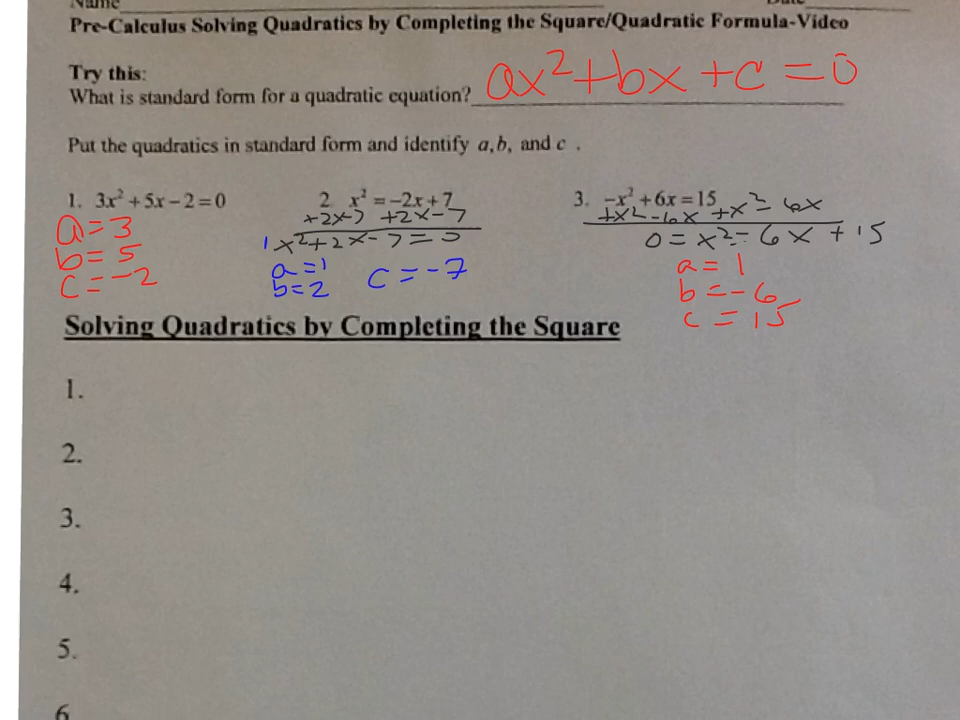 Name
Date
Pre-Calculus Solving Quadratics by Completing the Square/Quadratic Formula-Video
Try this:
What is standard form for a quadratic equation? ax²+bx+c=0
Put the quadratics in standard form and identify a,b, and c .
1. 3x² + 5x – 2 = 0
a=3
b=5
c=-2
2. x² = –2x + 7
+2x-7 +2x-7
1x²+2x-7=0
a=1
b=2
c=-7
3. –x² + 6x = 15
+x²-6x +x²-6x
0=x²-6x+15
a=1
b=-6
c=15
Solving Quadratics by Completing the Square
1.
2.
3.
4.
5.
6